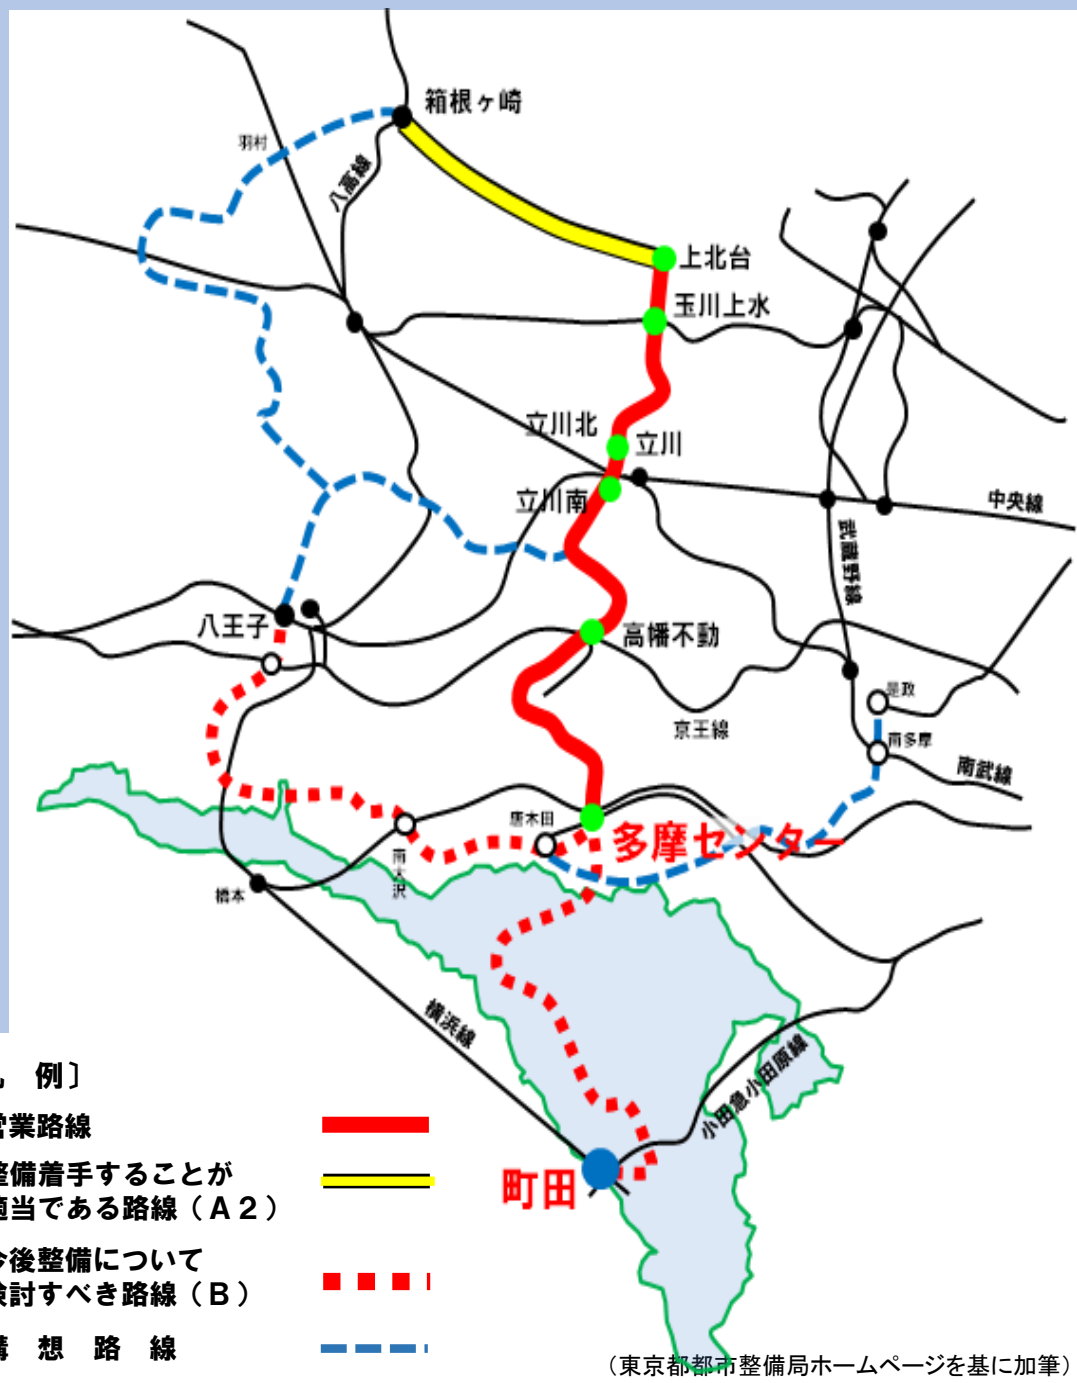 箱根ヶ崎
羽村
八高線
上北台
玉川上水
立川北
立川
立川南
中央線
武蔵野線
八王子
高幡不動
是政
京王線
南多摩
南武線
唐木田
多摩センター
南大沢
橋本
横浜線
小田急小田原線
町田
例〕
営業路線
整備着手することが
適当である路線（Ａ２）
今後整備について
検討すべき路線（Ｂ）
構 想 路 線
（東京都都市整備局ホームページを基に加筆）